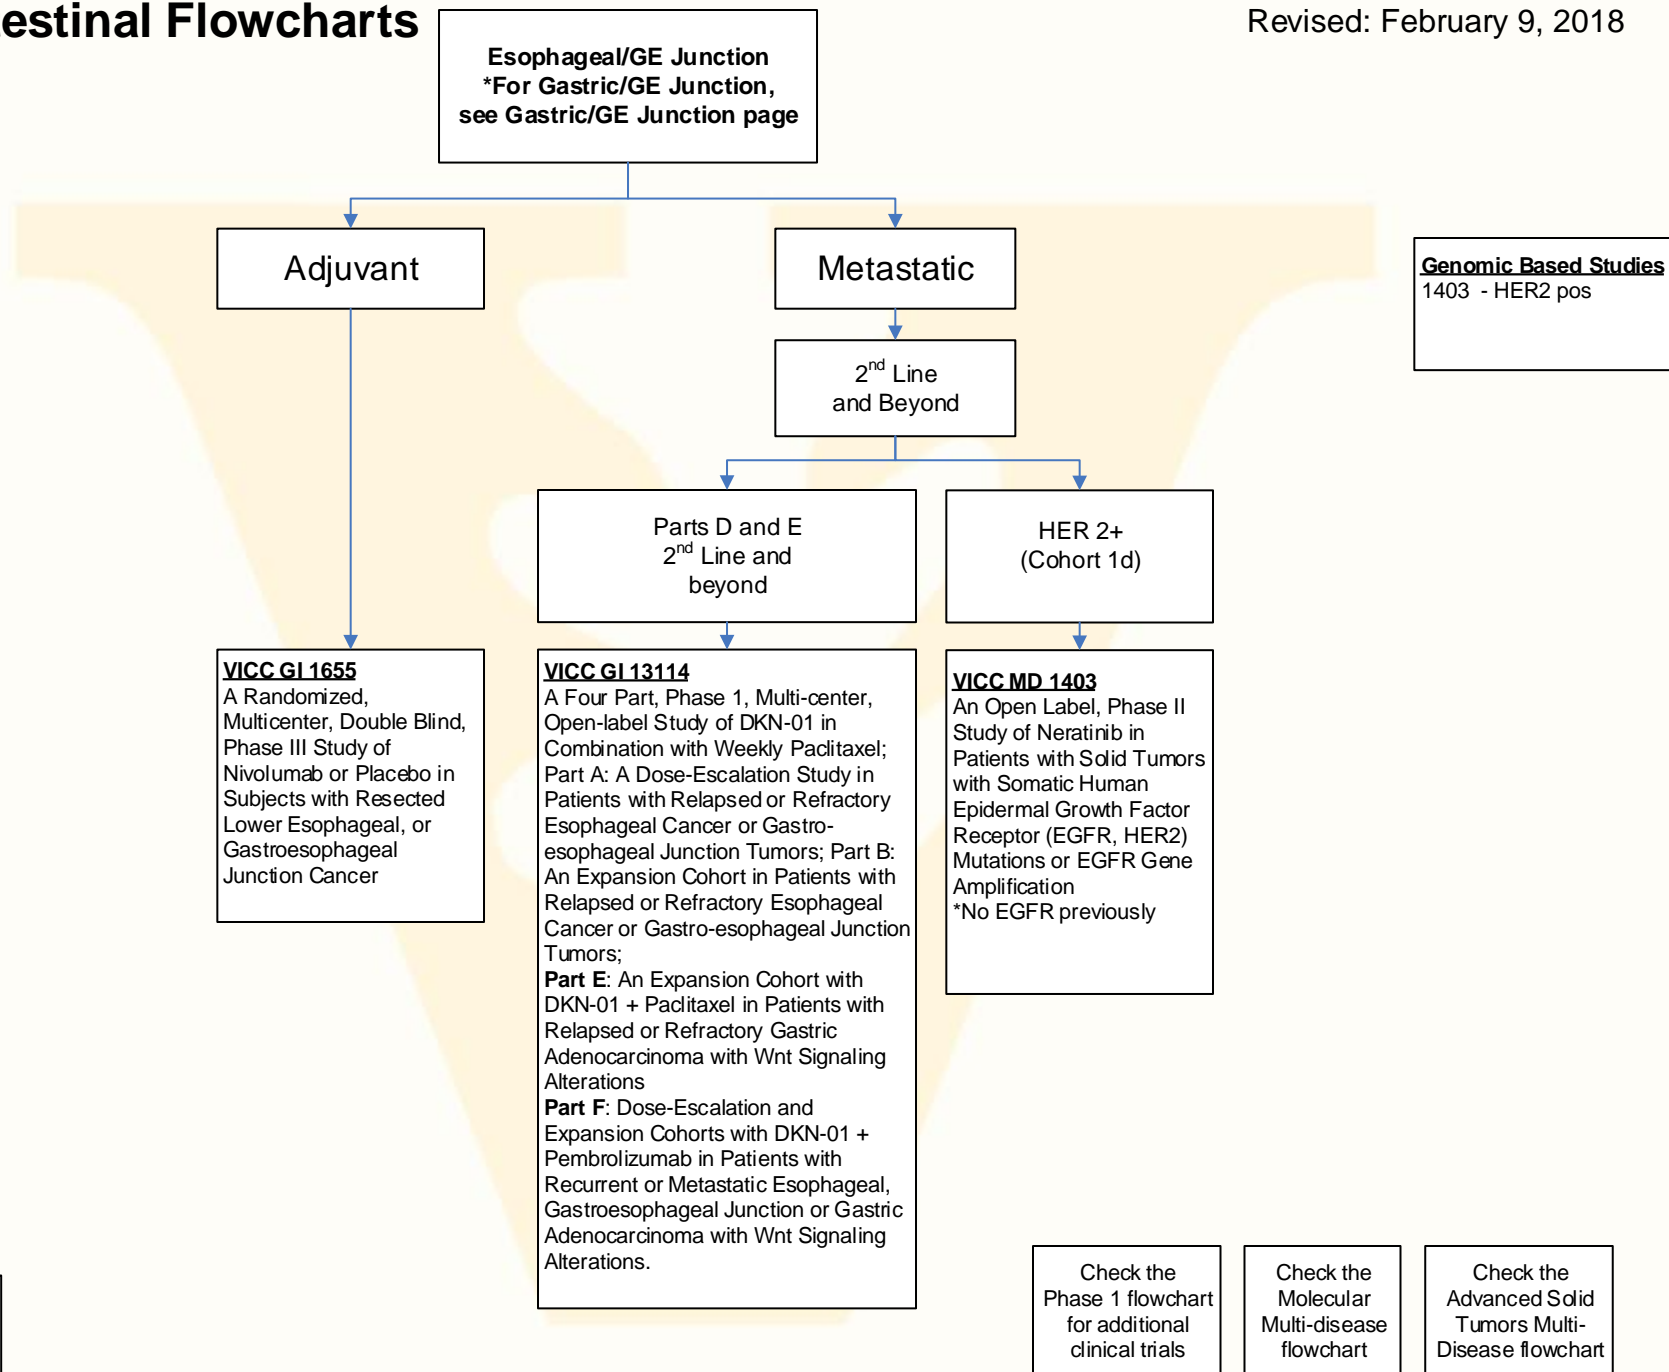 estinal Flowcharts
Revised: February 9, 2018
Esophageal/GE Junction
*For Gastric/GE Junction,
see Gastric/GE Junction page
Adjuvant
Metastatic
Genomic Based Studies
1403 - HER2 pos
2nd Line
and Beyond
Parts D and E
2nd Line and
beyond
HER 2+
(Cohort 1d)
VICC GI 1655
A Randomized,
Multicenter, Double Blind,
Phase III Study of
Nivolumab or Placebo in
Subjects with Resected
Lower Esophageal, or
Gastroesophageal
Junction Cancer
VICC GI 13114
A Four Part, Phase 1, Multi-center,
Open-label Study of DKN-01 in
Combination with Weekly Paclitaxel;
Part A: A Dose-Escalation Study in
Patients with Relapsed or Refractory
Esophageal Cancer or Gastro-
esophageal Junction Tumors; Part B:
An Expansion Cohort in Patients with
Relapsed or Refractory Esophageal
Cancer or Gastro-esophageal Junction
Tumors;
Part E: An Expansion Cohort with
DKN-01 + Paclitaxel in Patients with
Relapsed or Refractory Gastric
Adenocarcinoma with Wnt Signaling
Alterations
Part F: Dose-Escalation and
Expansion Cohorts with DKN-01 +
Pembrolizumab in Patients with
Recurrent or Metastatic Esophageal,
Gastroesophageal Junction or Gastric
Adenocarcinoma with Wnt Signaling
Alterations.
VICC MD 1403
An Open Label, Phase II
Study of Neratinib in
Patients with Solid Tumors
with Somatic Human
Epidermal Growth Factor
Receptor (EGFR, HER2)
Mutations or EGFR Gene
Amplification
*No EGFR previously
Check the
Phase 1 flowchart
for additional
clinical trials
Check the
Molecular
Multi-disease
flowchart
Check the
Advanced Solid
Tumors Multi-
Disease flowchart